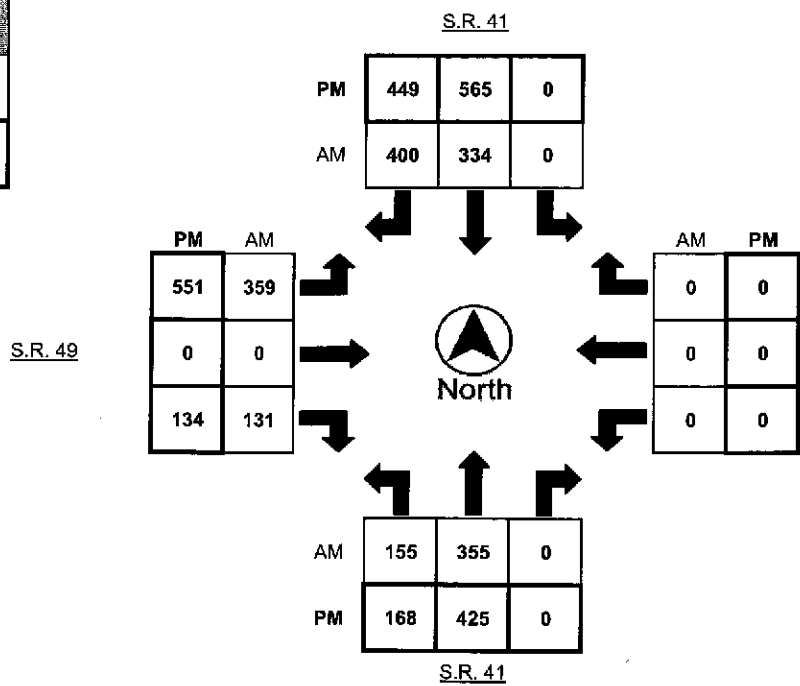 S.R. 41
PM 449 565 0
AM 400 334 0
PM AM
551 359
0 0
134 131
S.R. 49
North
AM PM
0 0
0 0
0 0
AM 155 355 0
PM 168 425 0
S.R. 41